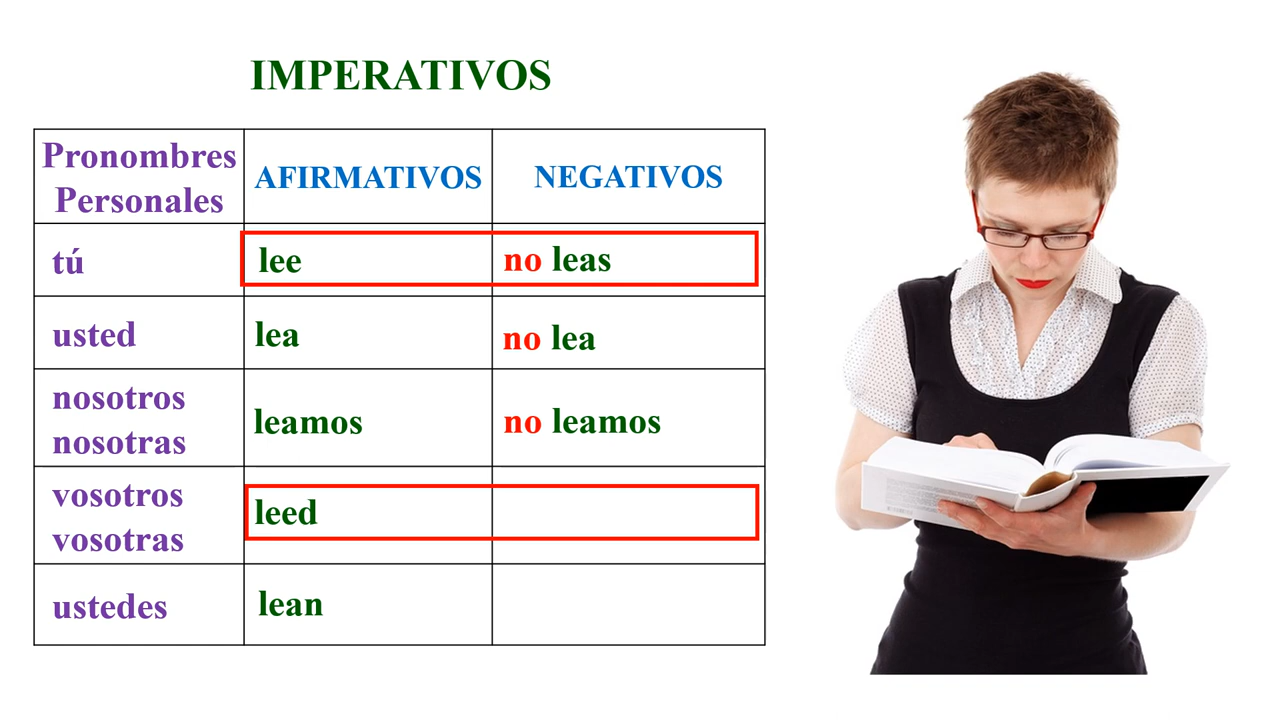 IMPERATIVOS
Pronombres
Personales
AFIRMATIVOS
NEGATIVOS
tú
lee
no leas
usted
lea
no lea
nosotros
nosotras
leamos
no leamos
vosotros
vosotras
leed
ustedes
lean